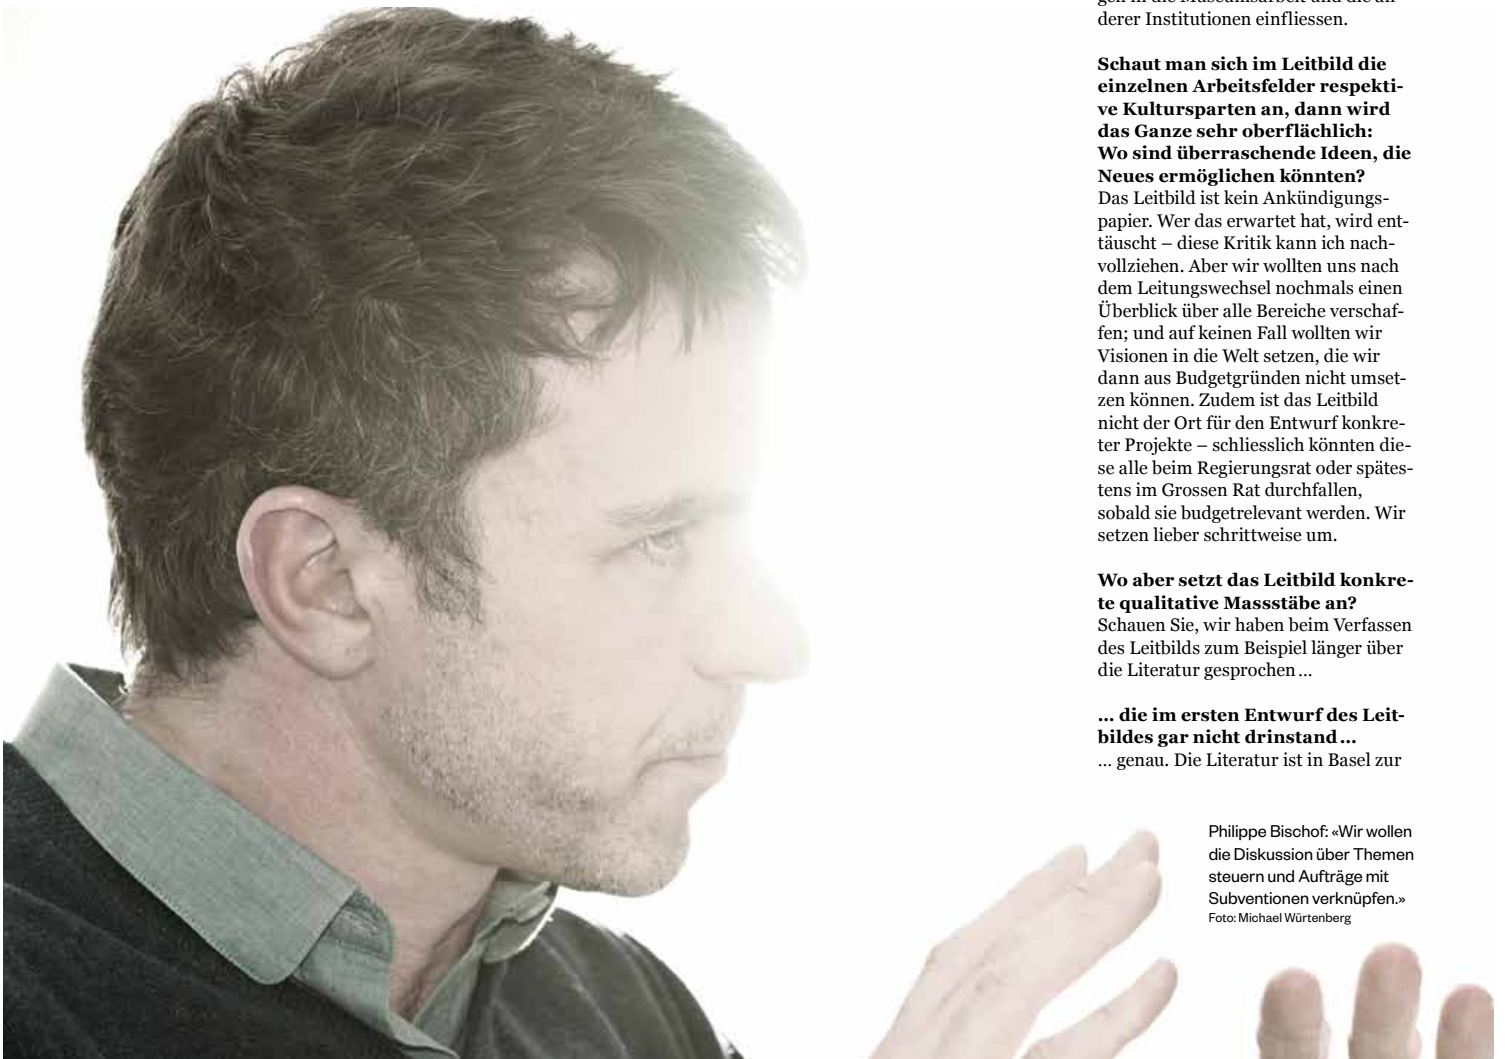 derer Institutionen einfliessen.
Schaut man sich im Leitbild die
einzelnen Arbeitsfelder respekti-
ve Kultursparten an, dann wird
das Ganze sehr oberflächlich:
Wo sind überraschende Ideen, die
Neues ermöglichen könnten?
Das Leitbild ist kein Ankündigungs-
papier. Wer das erwartet hat, wird ent-
täuscht – diese Kritik kann ich nach-
vollziehen. Aber wir wollten uns nach
dem Leitungswechsel nochmals einen
Überblick über alle Bereiche verschaf-
fen; und auf keinen Fall wollten wir
Visionen in die Welt setzen, die wir
dann aus Budgetgründen nicht umset-
zen können. Zudem ist das Leitbild
nicht der Ort für den Entwurf konkre-
ter Projekte – schliesslich könnten die-
se alle beim Regierungsrat oder spätes-
tens im Grossen Rat durchfallen,
sobald sie budgetrelevant werden. Wir
setzen lieber schrittweise um.
Wo aber setzt das Leitbild konkre-
te qualitative Massstäbe an?
Schauen Sie, wir haben beim Verfassen
des Leitbilds zum Beispiel länger über
die Literatur gesprochen ...
... die im ersten Entwurf des Leit-
bildes gar nicht drinstand ...
... genau. Die Literatur ist in Basel zur
Philippe Bischof: «Wir wollen
die Diskussion über Themen
steuern und Aufträge mit
Subventionen verknüpfen.»
Foto: Michael Würtenberg